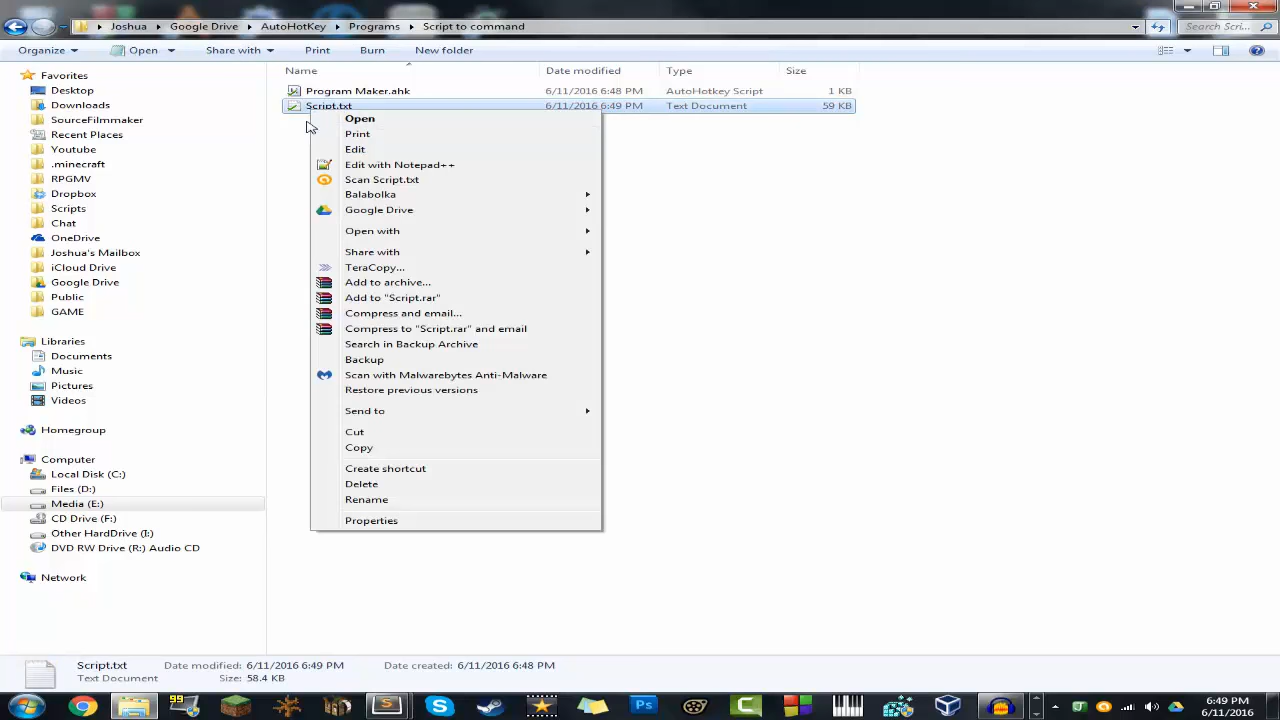 Joshua Google Drive AutoHotKey Programs Script to command
Search Scri...
Organize Open Share with Print Burn New folder
Name Date modified Type Size
Program Maker.ahk 6/11/2016 6:48 PM AutoHotkey Script 1 KB
Script.txt 6/11/2016 6:49 PM Text Document 59 KB
Favorites
Desktop
Downloads
SourceFilmmaker
Recent Places
Youtube
.minecraft
RPGMV
Dropbox
Scripts
Chat
OneDrive
Joshua's Mailbox
iCloud Drive
Google Drive
Public
GAME
Libraries
Documents
Music
Pictures
Videos
Homegroup
Computer
Local Disk (C:)
Files (D:)
Media (E:)
CD Drive (F:)
Other HardDrive (I:)
DVD RW Drive (R:) Audio CD
Network
Open
Print
Edit
Edit with Notepad++
Scan Script.txt
Balabolka
Google Drive
Open with
Share with
TeraCopy...
Add to archive...
Add to "Script.rar"
Compress and email...
Compress to "Script.rar" and email
Search in Backup Archive
Backup
Scan with Malwarebytes Anti-Malware
Restore previous versions
Send to
Cut
Copy
Create shortcut
Delete
Rename
Properties
Script.txt Date modified: 6/11/2016 6:49 PM Date created: 6/11/2016 6:48 PM
Text Document Size: 58.4 KB
99
S
Ps
C
6:49 PM
6/11/2016